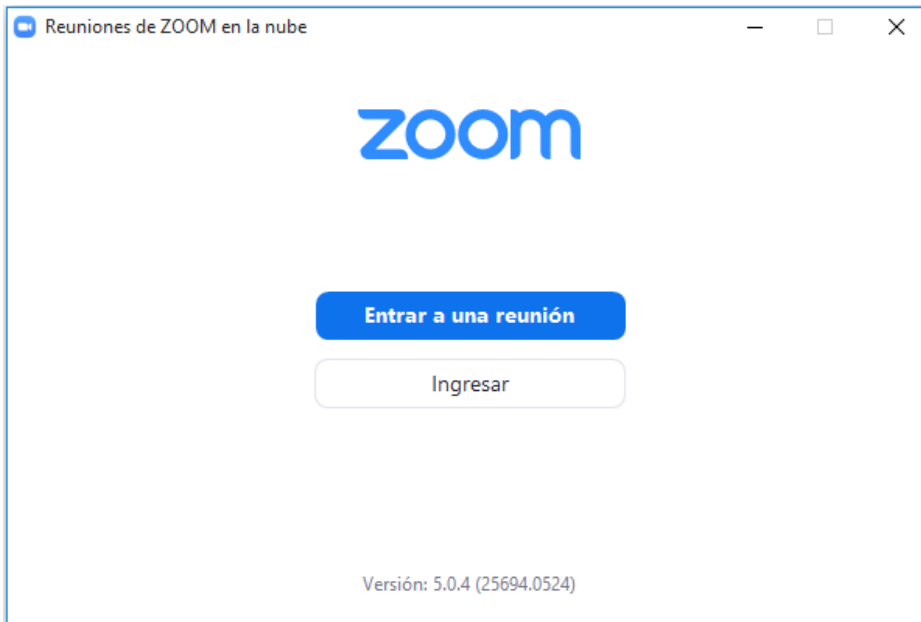 Reuniones de ZOOM en la nube
zoom
Entrar a una reunión
Ingresar
Versión: 5.0.4 (25694.0524)